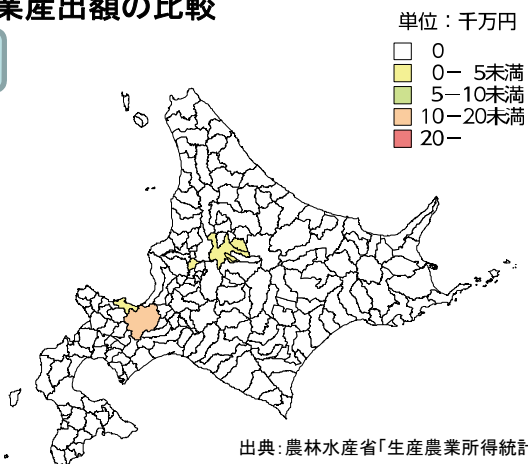 業産出額の比較
単位：千万円
0
0－ 5未満
5－10未満
10－20未満
20－
出典：農林水産省「生産農業所得統計